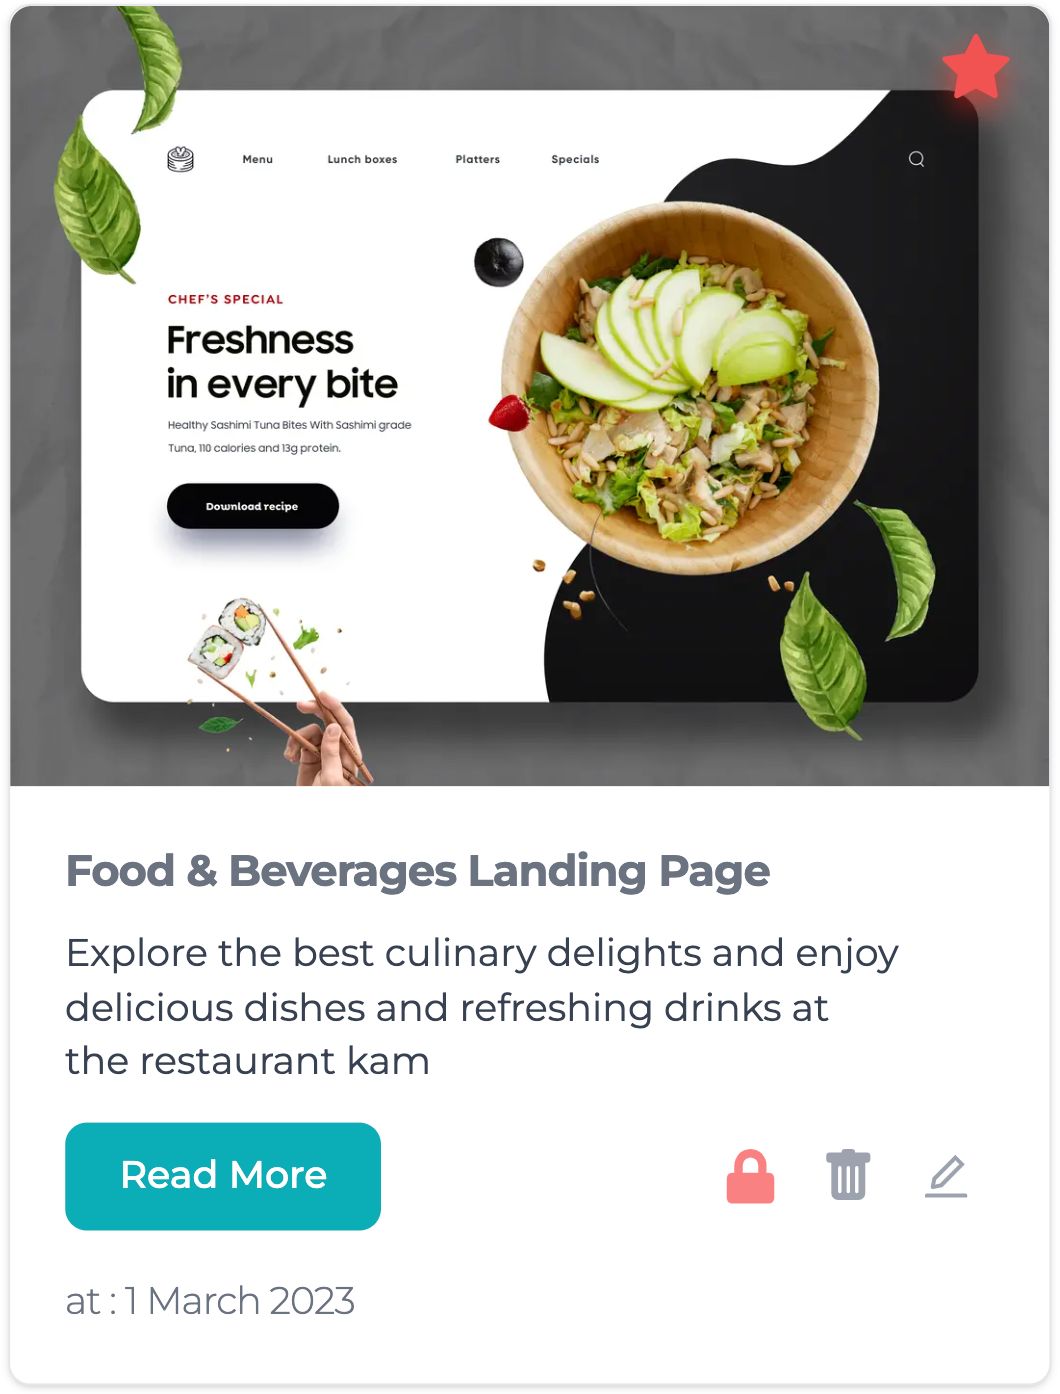 Menu Lunch boxes Platters Specials
CHEF'S SPECIAL
Freshness
in every bite
Healthy Sashimi Tuna Bites With Sashimi grade
Tuna, 110 calories and 13g protein.
Download recipe
Food & Beverages Landing Page
Explore the best culinary delights and enjoy
delicious dishes and refreshing drinks at
the restaurant kam
Read More
at : 1 March 2023